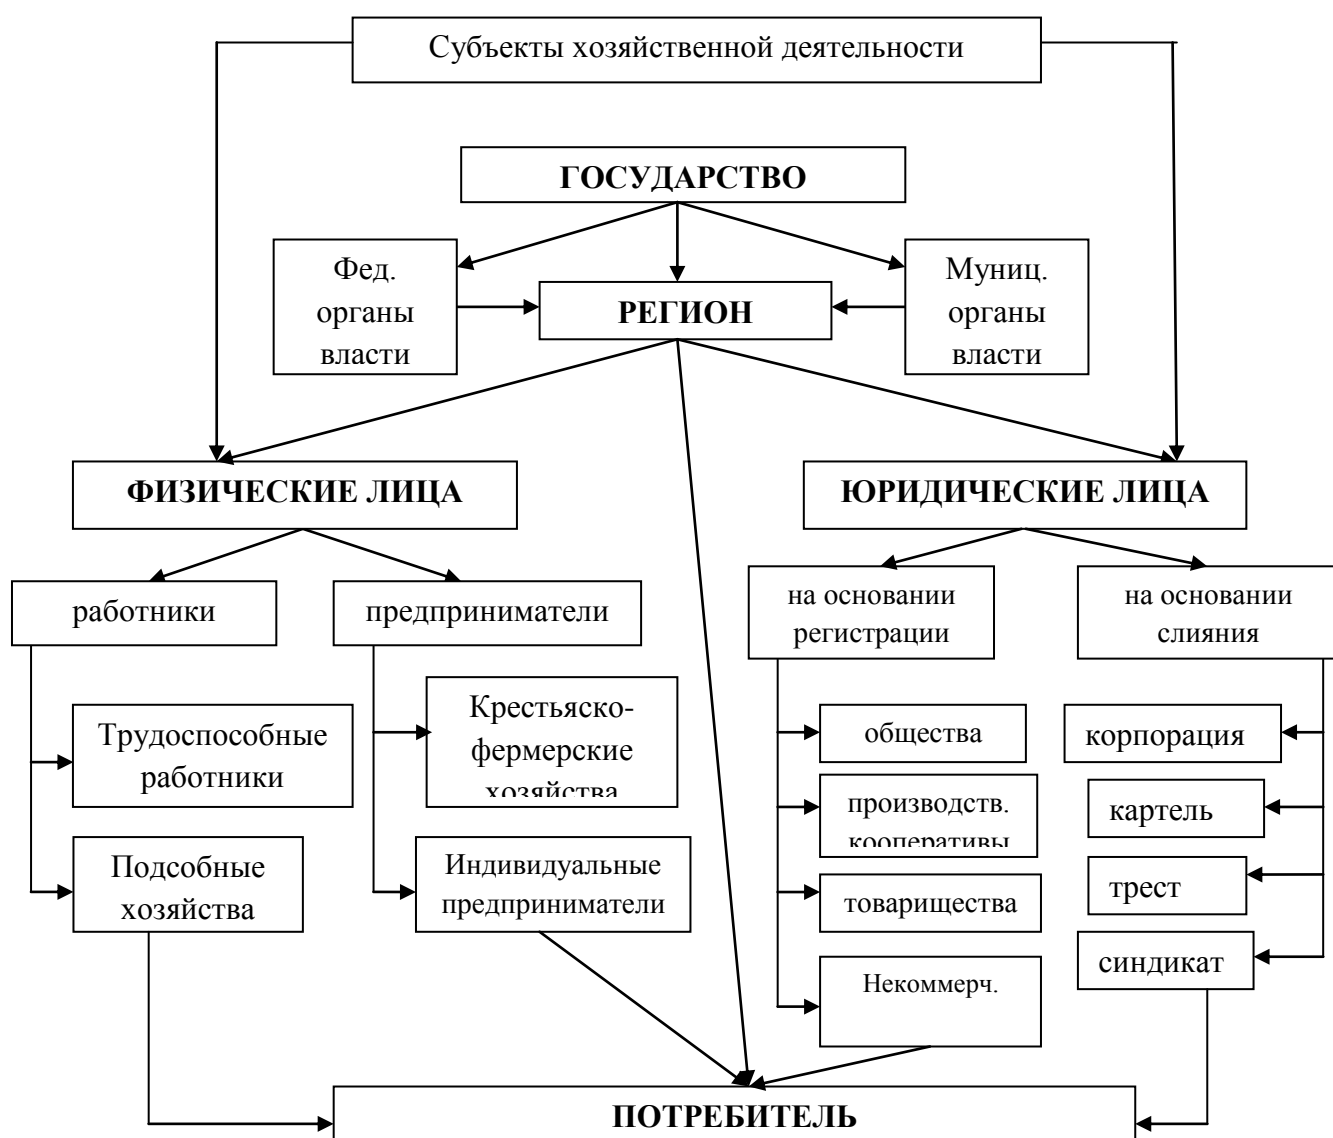 Субъекты хозяйственной деятельности
ГОСУДАРСТВО
Фед.
органы
власти
РЕГИОН
Муниц.
органы
власти
ФИЗИЧЕСКИЕ ЛИЦА
ЮРИДИЧЕСКИЕ ЛИЦА
работники
предприниматели
на основании
регистрации
на основании
слияния
Трудоспособные
работники
Крестьяско-
фермерские
хозяйства
общества
корпорация
производств.
кооперативы
картель
Подсобные
хозяйства
Индивидуальные
предприниматели
товарищества
трест
Некоммерч.
синдикат
ПОТРЕБИТЕЛЬ